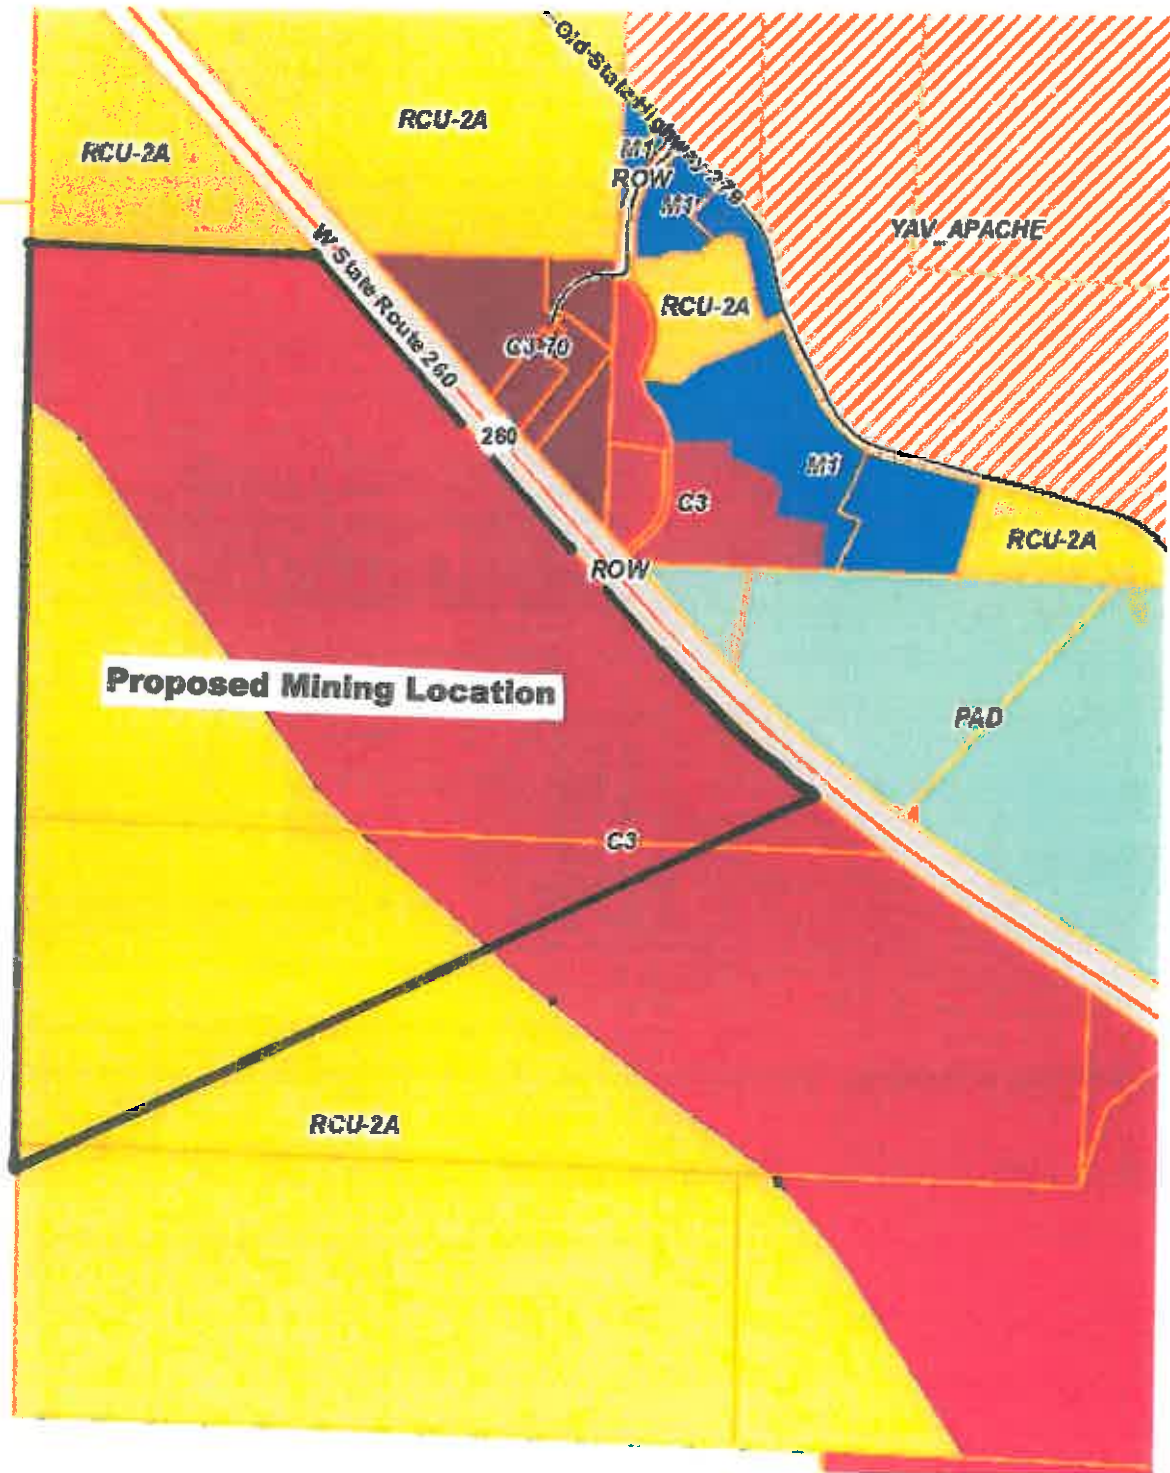 Old State Highway 279
RCU-2A
RCU-2A
M1
ROW
M1
YAV_APACHE
W State Route 260
RCU-2A
C3-70
260
M1
C3
RCU-2A
ROW
Proposed Mining Location
PAD
C3
RCU-2A